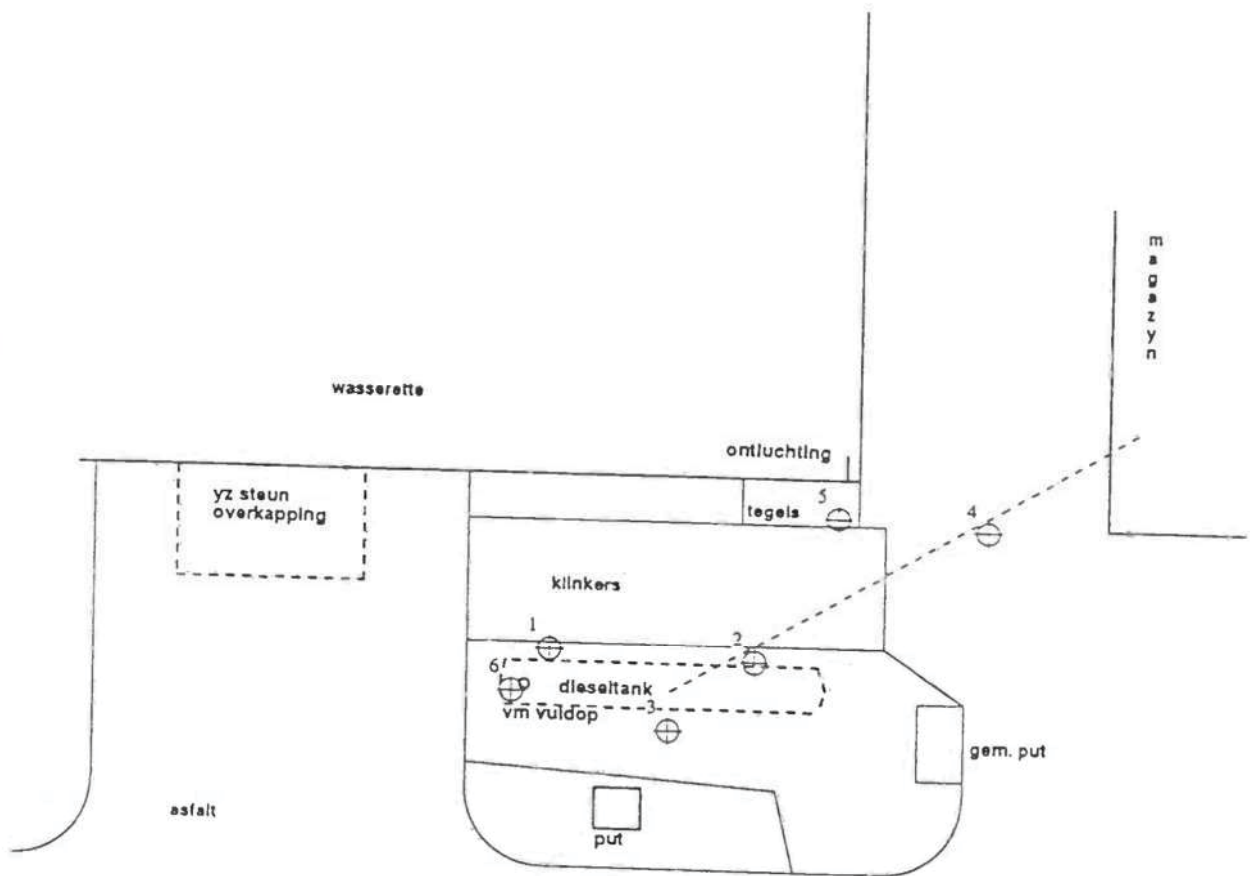 magazyn
wasserette
ontluchting
yz steun
overkapping
5
tegels
4
klinkers
1
2
6
dieseltank
vm vuldop
3
gem. put
asfalt
put